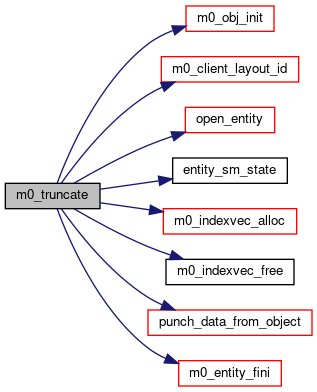 m0_obj_init
m0_client_layout_id
open_entity
entity_sm_state
m0_truncate
m0_indexvec_alloc
m0_indexvec_free
punch_data_from_object
m0_entity_fini